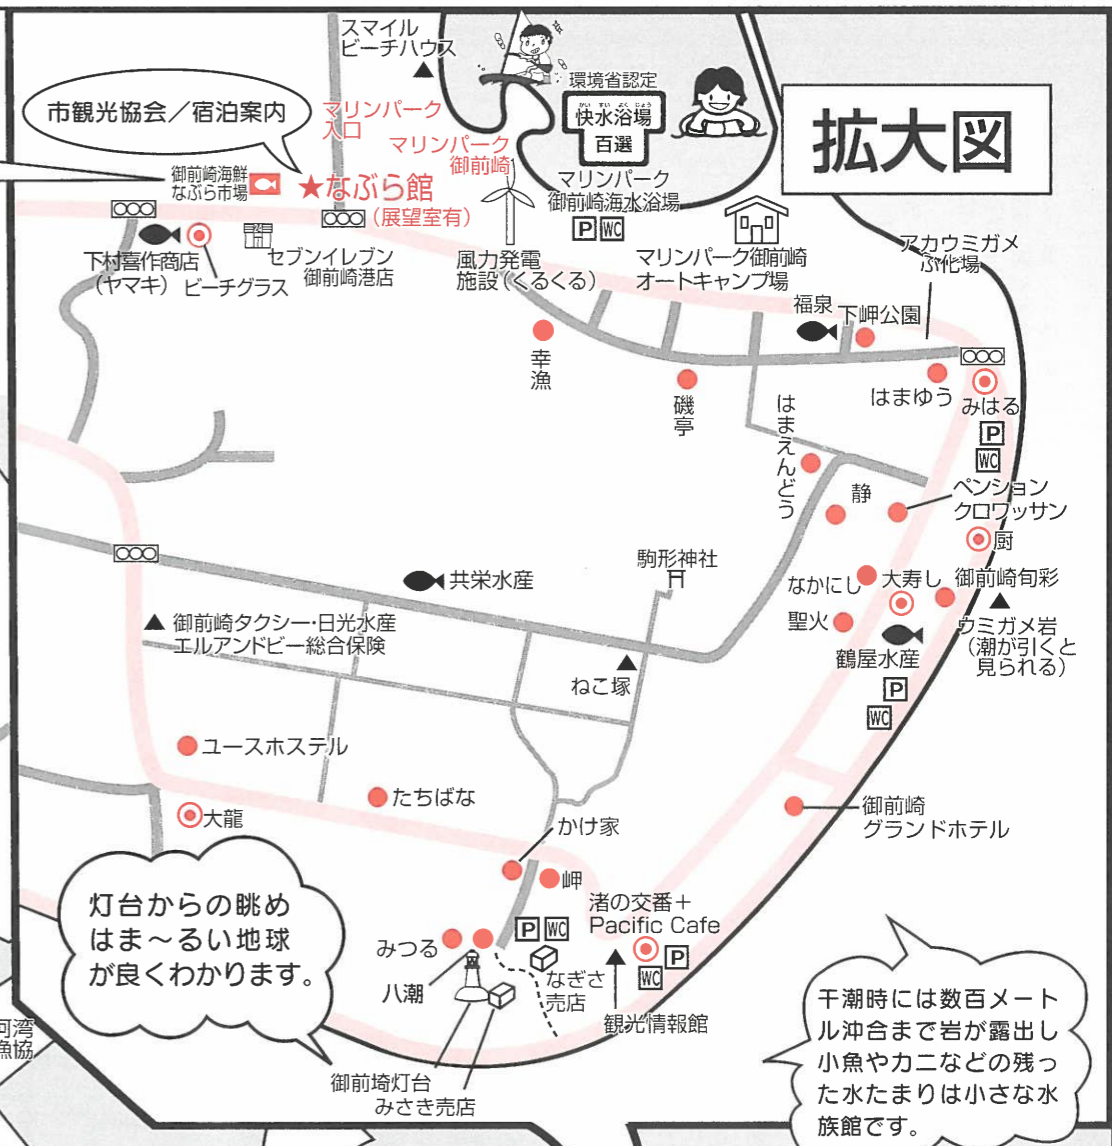 スマイル
ビーチハウス
環境省認定
かいすいよくじょう
快水浴場
百選
拡大図
市観光協会／宿泊案内
マリンパーク
入口
マリンパーク
御前崎
御前崎海鮮
なぶら市場
★なぶら館
（展望室有）
マリンパーク
御前崎海水浴場
P WC
下村喜作商店
（ヤマキ）
ビーチグラス
セブンイレブン
御前崎港店
風力発電
施設（くるくる）
マリンパーク御前崎
オートキャンプ場
アカウミガメ
ふ化場
福泉
下岬公園
幸漁
磯亭
はまゆう
みはる
P
WC
はまえんどう
静
ペンション
クロワッサン
厨
共栄水産
駒形神社
なかにし
大寿し
御前崎旬彩
聖火
鶴屋水産
ウミガメ岩
（潮が引くと
見られる）
P
WC
御前崎タクシー・日光水産
エルアンドビー総合保険
ねこ塚
ユースホステル
たちばな
大龍
かけ家
岬
御前崎
グランドホテル
灯台からの眺め
はま〜るい地球
が良くわかります。
渚の交番＋
Pacific Cafe
P WC
P
WC
みつる
八潮
なぎさ
売店
観光情報館
御前埼灯台
みさき売店
干潮時には数百メート
ル沖合まで岩が露出し
小魚やカニなどの残っ
た水たまりは小さな水
族館です。
河湾
漁協